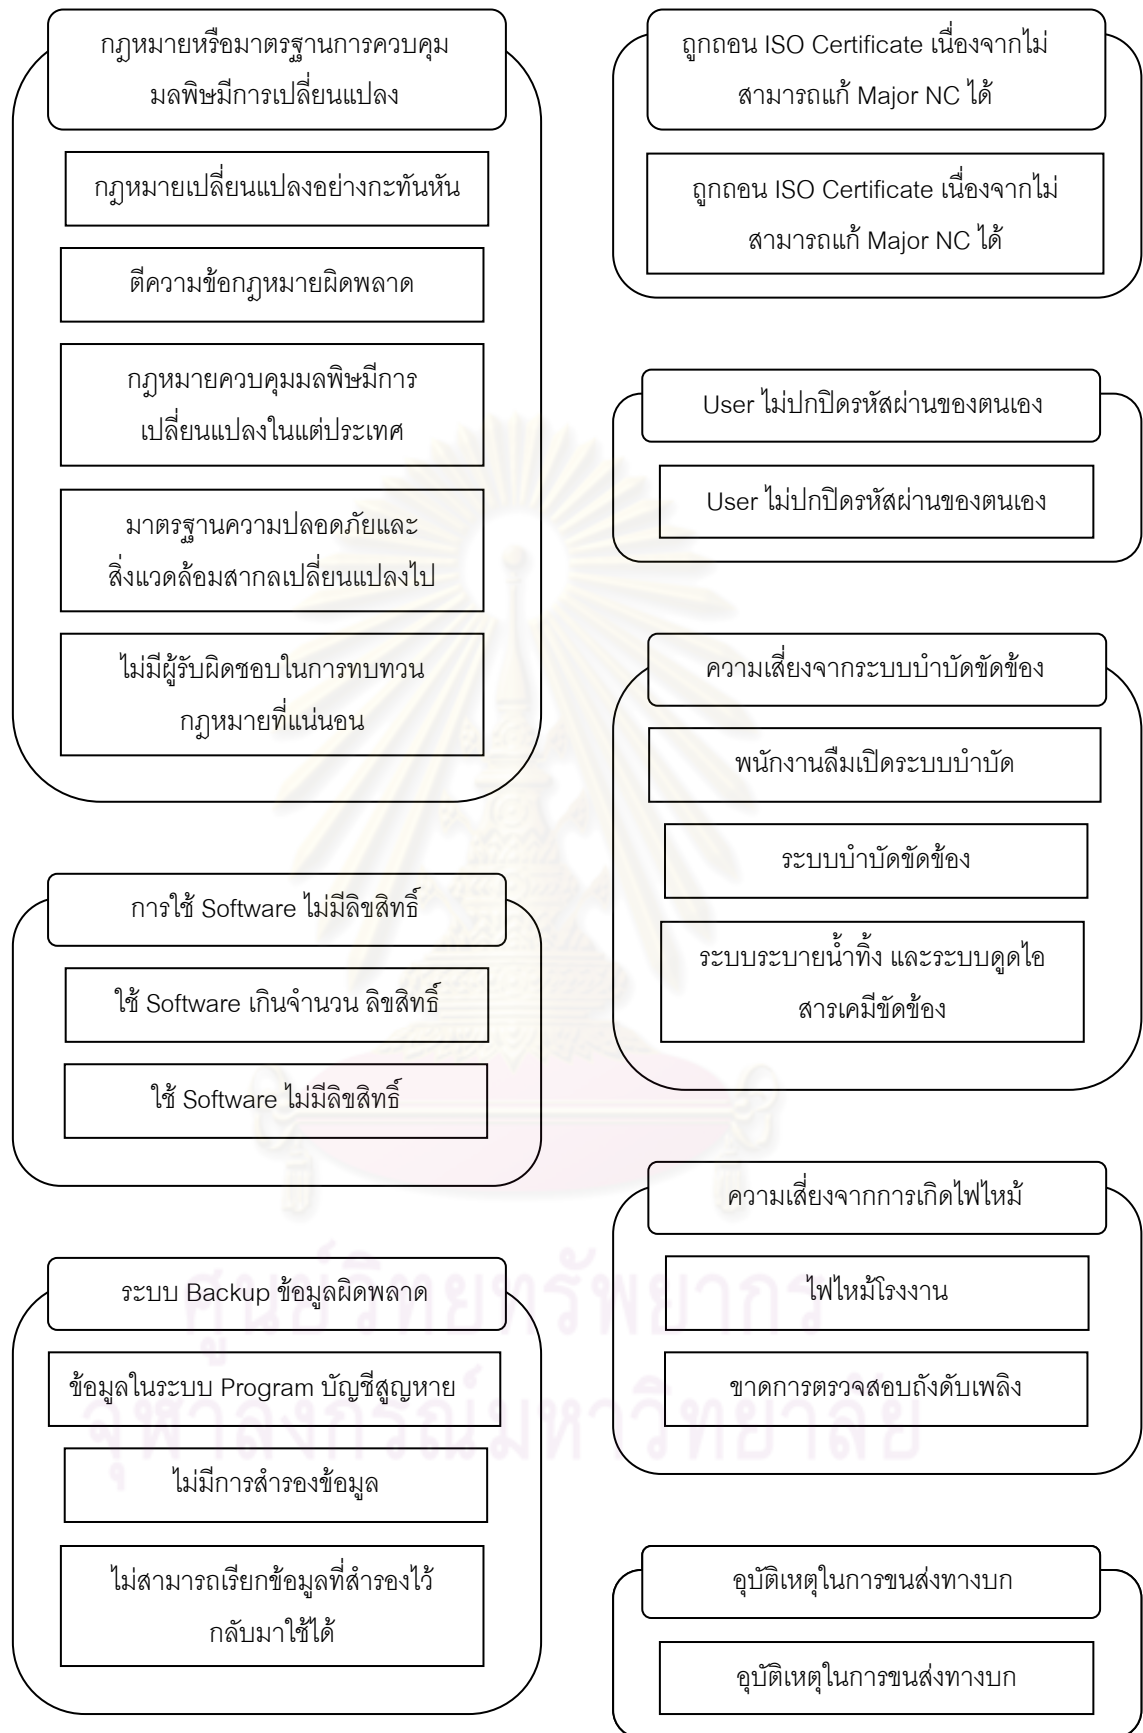 กฎหมายหรือมาตรฐานการควบคุม
มลพิษมีการเปลี่ยนแปลง
กฎหมายเปลี่ยนแปลงอย่างกะทันหัน
ตีความข้อกฎหมายผิดพลาด
กฎหมายควบคุมมลพิษมีการ
เปลี่ยนแปลงในแต่ประเทศ
มาตรฐานความปลอดภัยและ
สิ่งแวดล้อมสากลเปลี่ยนแปลงไป
ไม่มีผู้รับผิดชอบในการทบทวน
กฎหมายที่แน่นอน
การใช้ Software ไม่มีลิขสิทธิ์
ใช้ Software เกินจำนวน ลิขสิทธิ์
ใช้ Software ไม่มีลิขสิทธิ์
ระบบ Backup ข้อมูลผิดพลาด
ข้อมูลในระบบ Program บัญชีสูญหาย
ไม่มีการสำรองข้อมูล
ไม่สามารถเรียกข้อมูลที่สำรองไว้
กลับมาใช้ได้
ถูกถอน ISO Certificate เนื่องจากไม่
สามารถแก้ Major NC ได้
ถูกถอน ISO Certificate เนื่องจากไม่
สามารถแก้ Major NC ได้
User ไม่ปกปิดรหัสผ่านของตนเอง
User ไม่ปกปิดรหัสผ่านของตนเอง
ความเสี่ยงจากระบบบำบัดขัดข้อง
พนักงานลืมเปิดระบบบำบัด
ระบบบำบัดขัดข้อง
ระบบระบายน้ำทิ้ง และระบบดูดไอ
สารเคมีขัดข้อง
ความเสี่ยงจากการเกิดไฟไหม้
ไฟไหม้โรงงาน
ขาดการตรวจสอบถังดับเพลิง
อุบัติเหตุในการขนส่งทางบก
อุบัติเหตุในการขนส่งทางบก
ศูนย์วิทยทรัพยากร
จุฬาลงกรณ์มหาวิทยาลัย